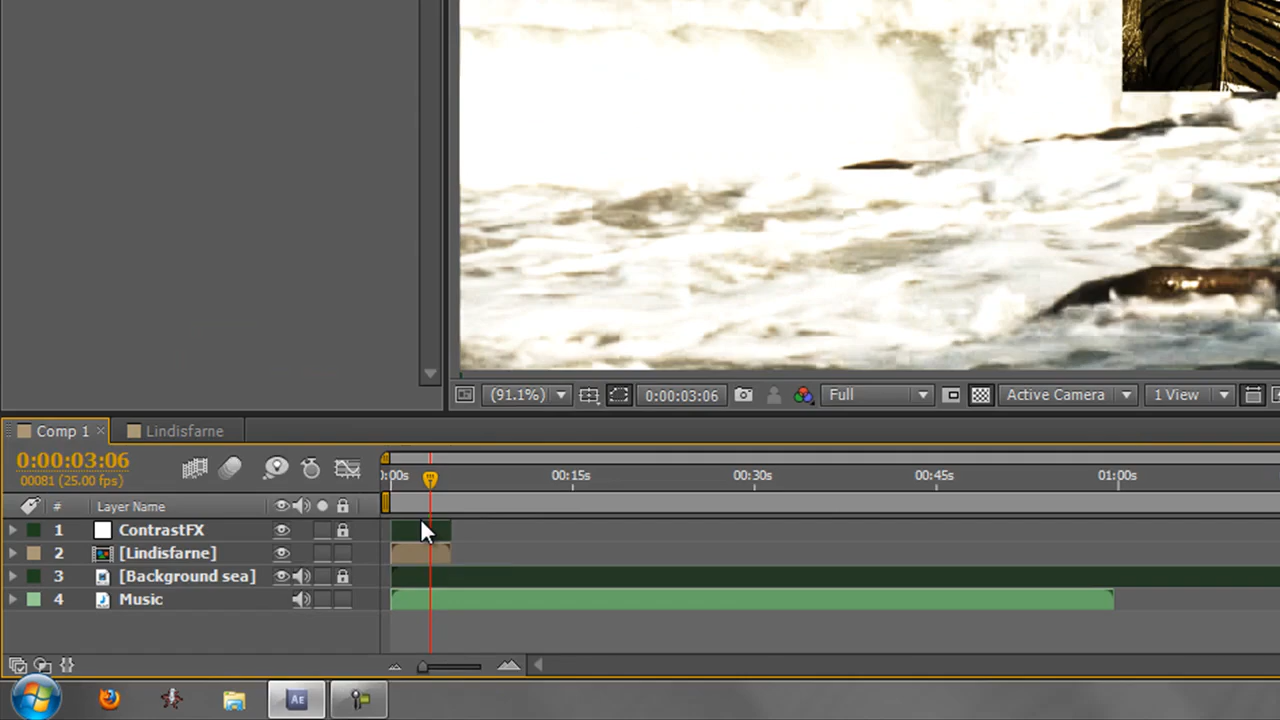 (91.1%) 0:00:03:06 Full Active Camera 1 View
Comp 1 × Lindisfarne
0:00:03:06
00081 (25.00 fps)
):00s 00:15s 00:30s 00:45s 01:00s
# Layer Name
1 ContrastFX
2 [Lindisfarne]
3 [Background sea]
4 Music
Ae